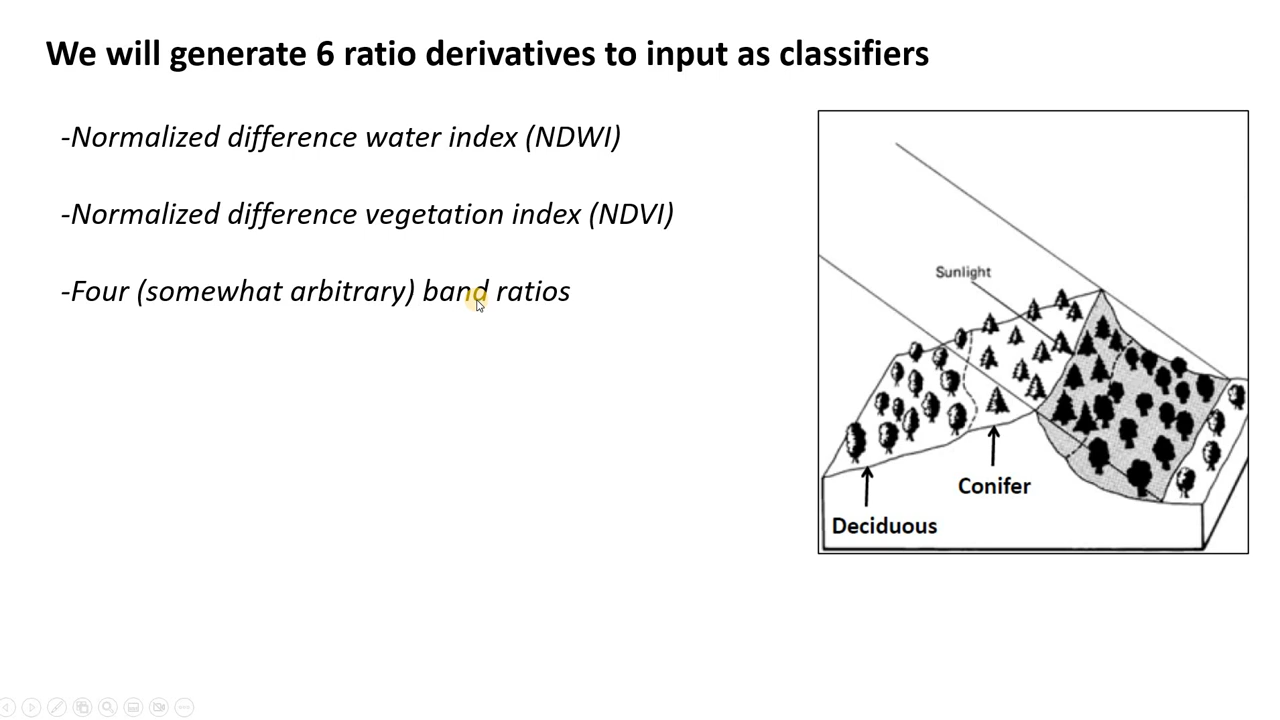 We will generate 6 ratio derivatives to input as classifiers
-Normalized difference water index (NDWI)
-Normalized difference vegetation index (NDVI)
-Four (somewhat arbitrary) band ratios
Sunlight
Conifer
Deciduous